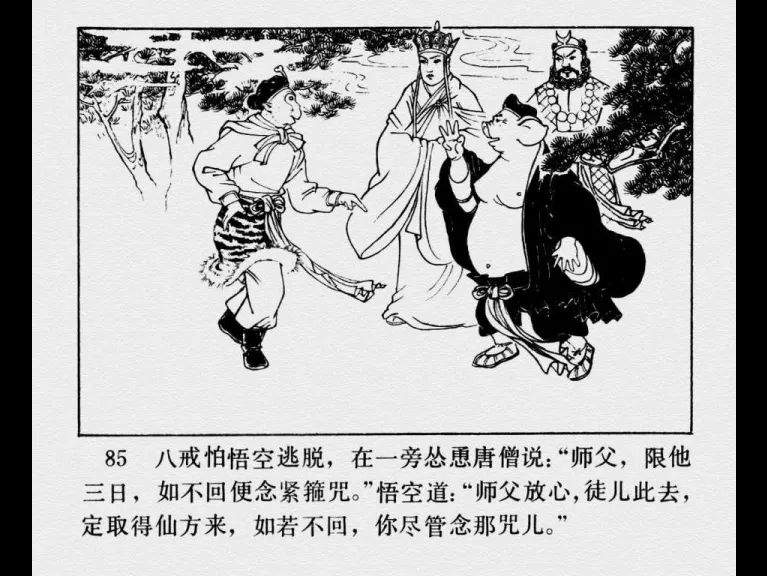 85 八戒怕悟空逃脱，在一旁怂恿唐僧说：“师父，限他
三日，如不回便念紧箍咒。”悟空道：“师父放心，徒儿此去，
定取得仙方来，如若不回，你尽管念那咒儿。”